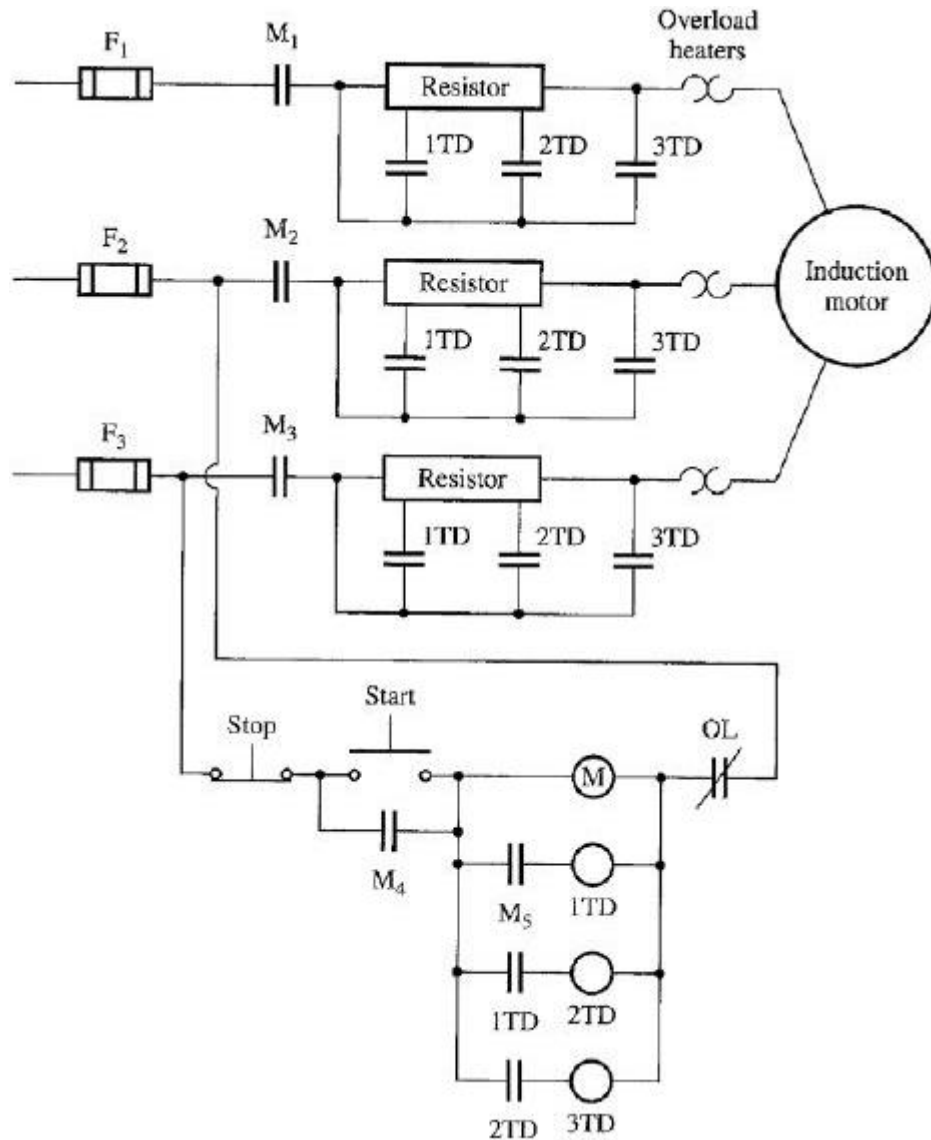 Overload
heaters
F₁
M₁
Resistor
1TD
2TD
3TD
F₂
M₂
Resistor
Induction
motor
1TD
2TD
3TD
F₃
M₃
Resistor
1TD
2TD
3TD
Start
Stop
OL
M
M₄
M₅
1TD
1TD
2TD
2TD
3TD